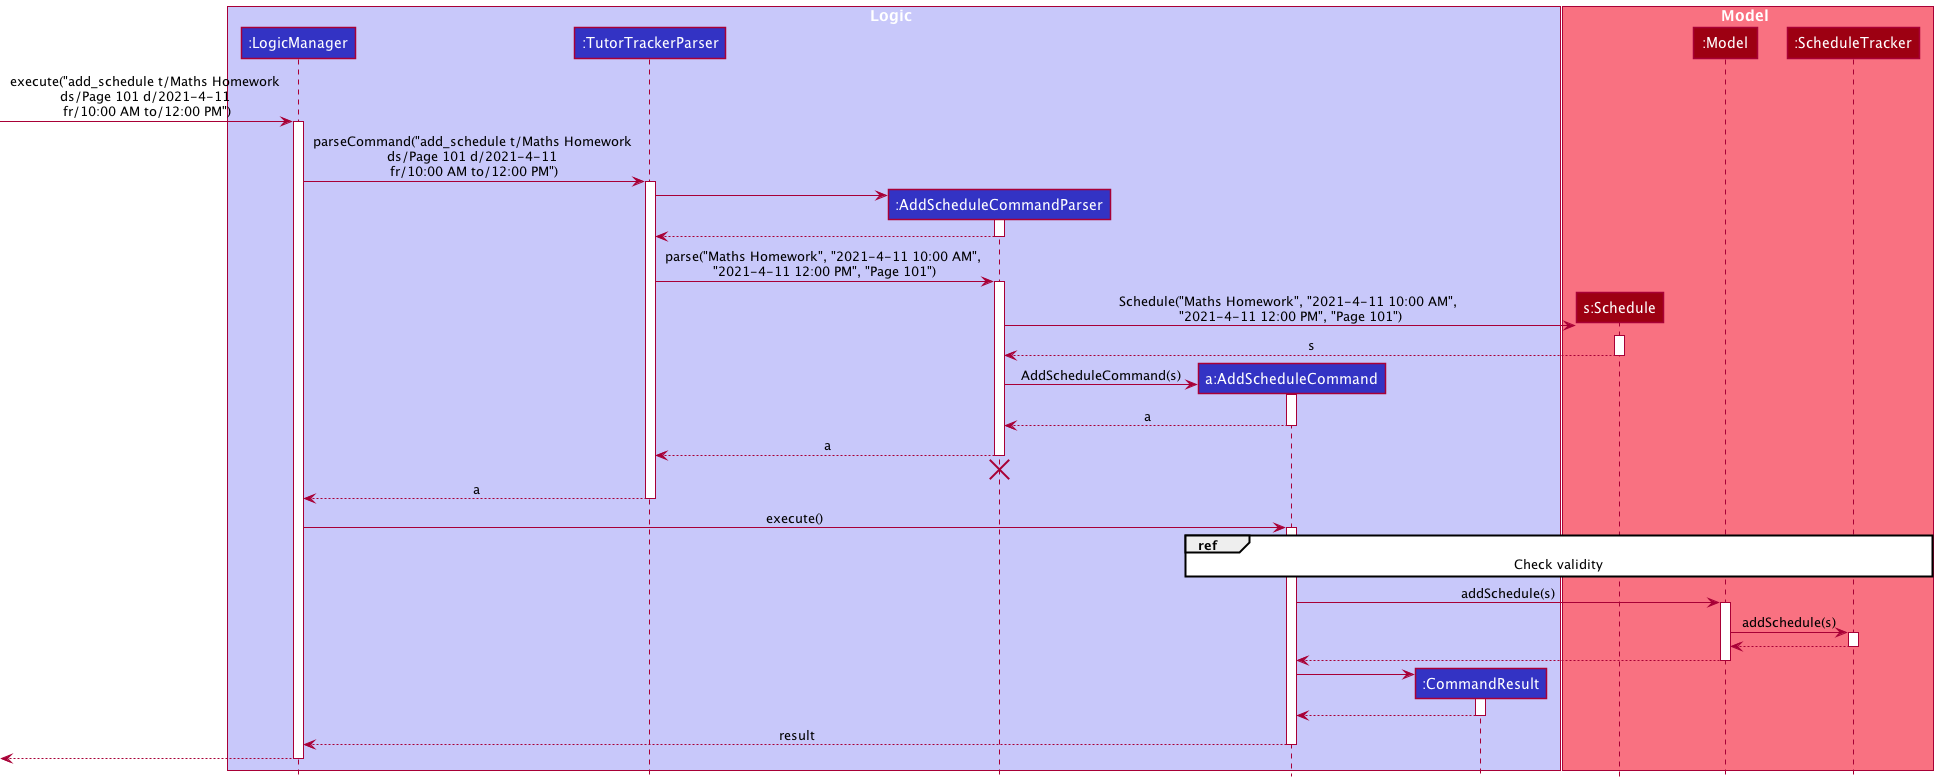 Logic
Model
:LogicManager
:TutorTrackerParser
:Model
:ScheduleTracker
execute("add_schedule t/Maths Homework
ds/Page 101 d/2021-4-11
fr/10:00 AM to/12:00 PM")
parseCommand("add_schedule t/Maths Homework
ds/Page 101 d/2021-4-11
fr/10:00 AM to/12:00 PM")
:AddScheduleCommandParser
parse("Maths Homework", "2021-4-11 10:00 AM",
"2021-4-11 12:00 PM", "Page 101")
Schedule("Maths Homework", "2021-4-11 10:00 AM",
"2021-4-11 12:00 PM", "Page 101")
s:Schedule
s
AddScheduleCommand(s)
a:AddScheduleCommand
a
a
a
execute()
ref
Check validity
addSchedule(s)
addSchedule(s)
:CommandResult
result